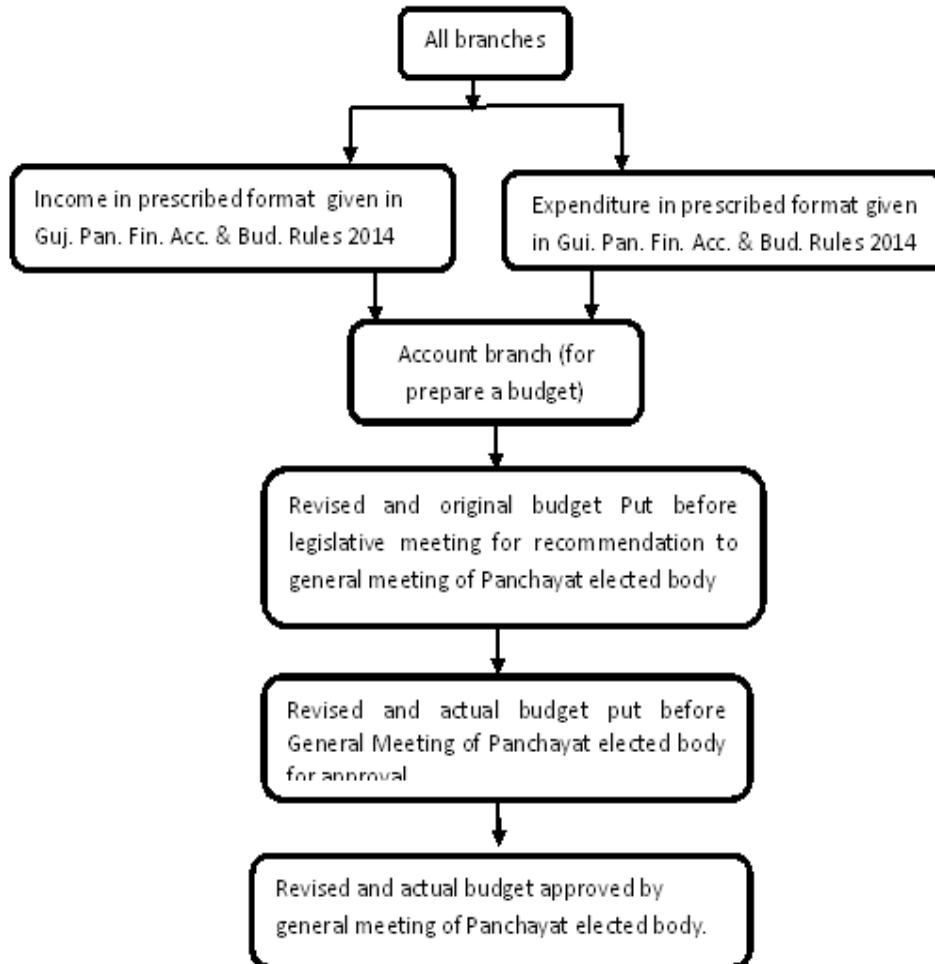 All branches
Income in prescribed format given in
Guj. Pan. Fin. Acc. & Bud. Rules 2014
Expenditure in prescribed format given
in Gui. Pan. Fin. Acc. & Bud. Rules 2014
Account branch (for
prepare a budget)
Revised and original budget Put before
legislative meeting for recommendation to
general meeting of Panchayat elected body
Revised and actual budget put before
General Meeting of Panchayat elected body
for approval
Revised and actual budget approved by
general meeting of Panchayat elected body.